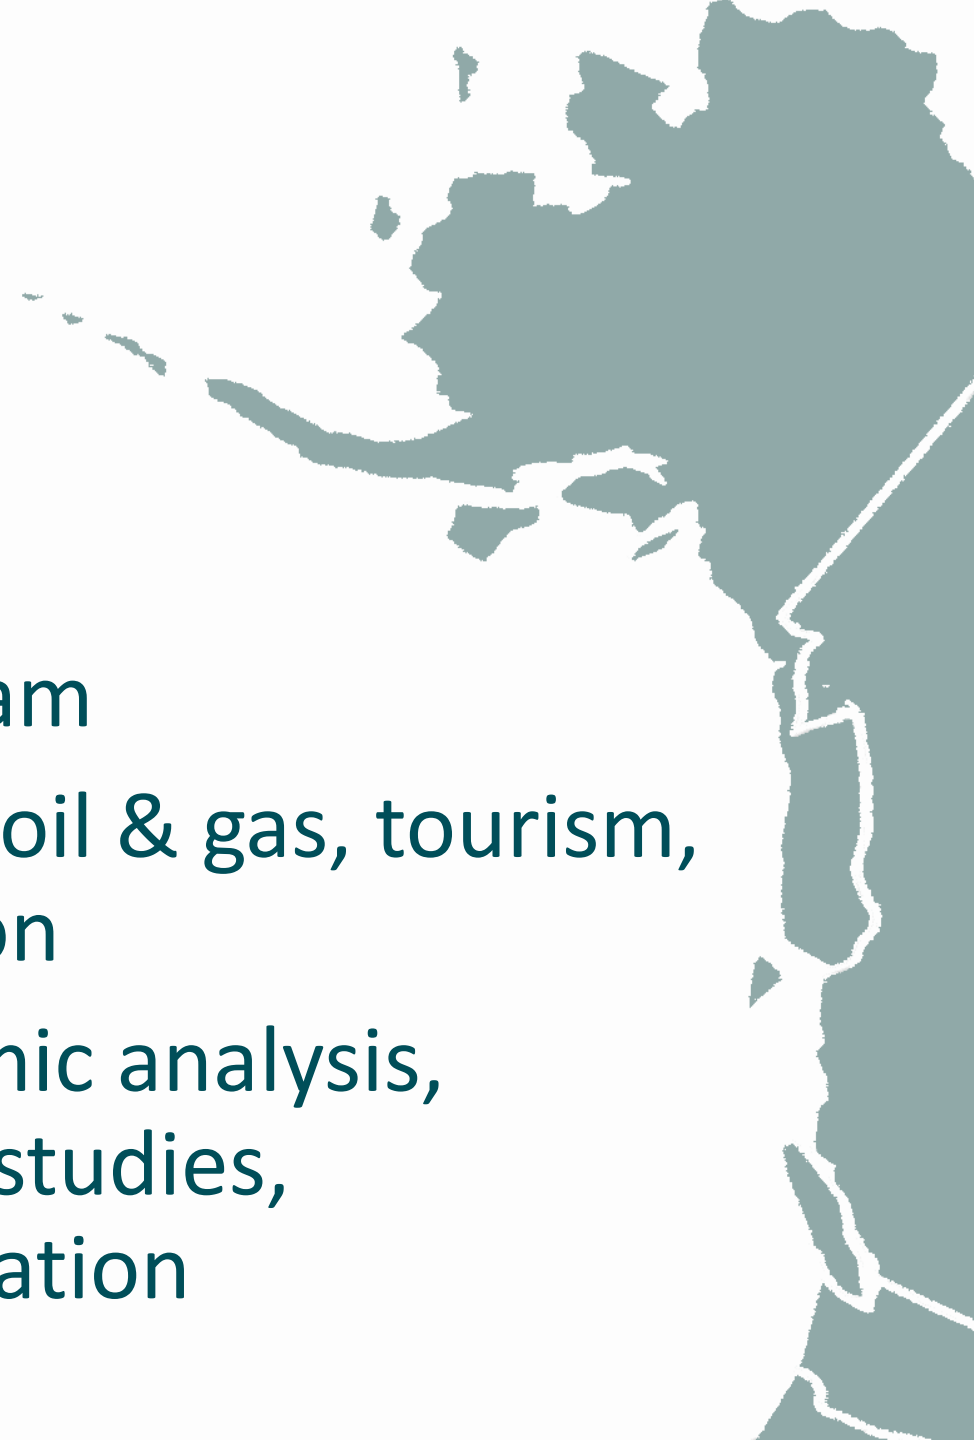 am
oil & gas, tourism,
on
nic analysis,
studies,
ation